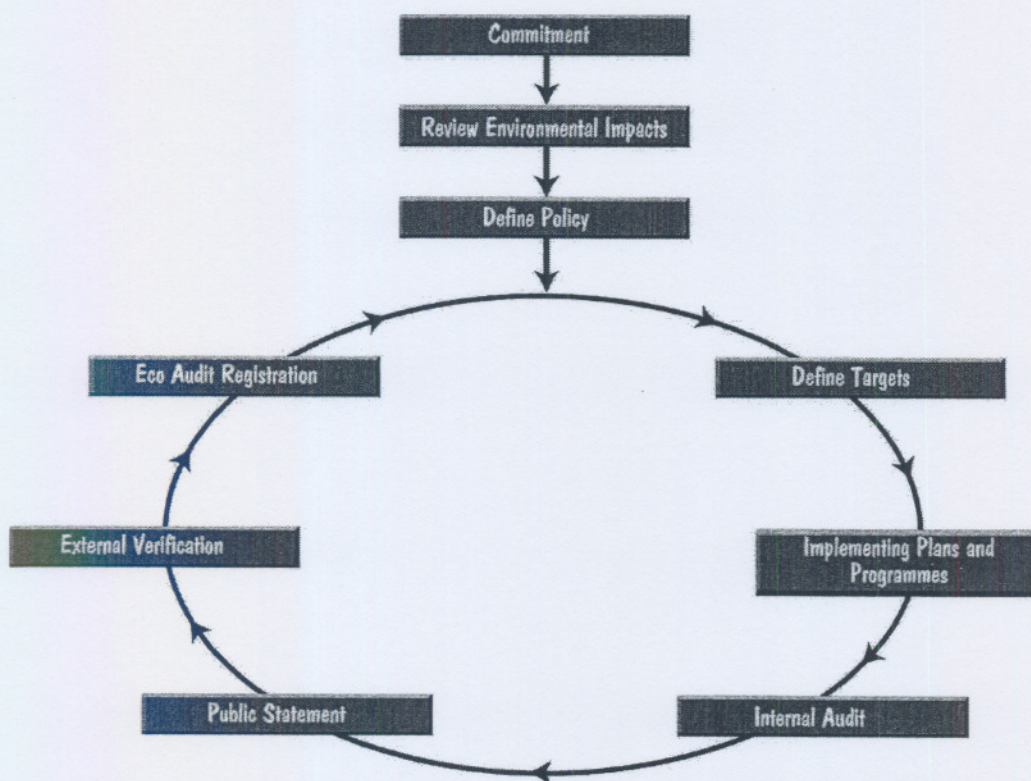 Commitment
Review Environmental Impacts
Define Policy
Eco Audit Registration
Define Targets
External Verification
Implementing Plans and
Programmes
Public Statement
Internal Audit